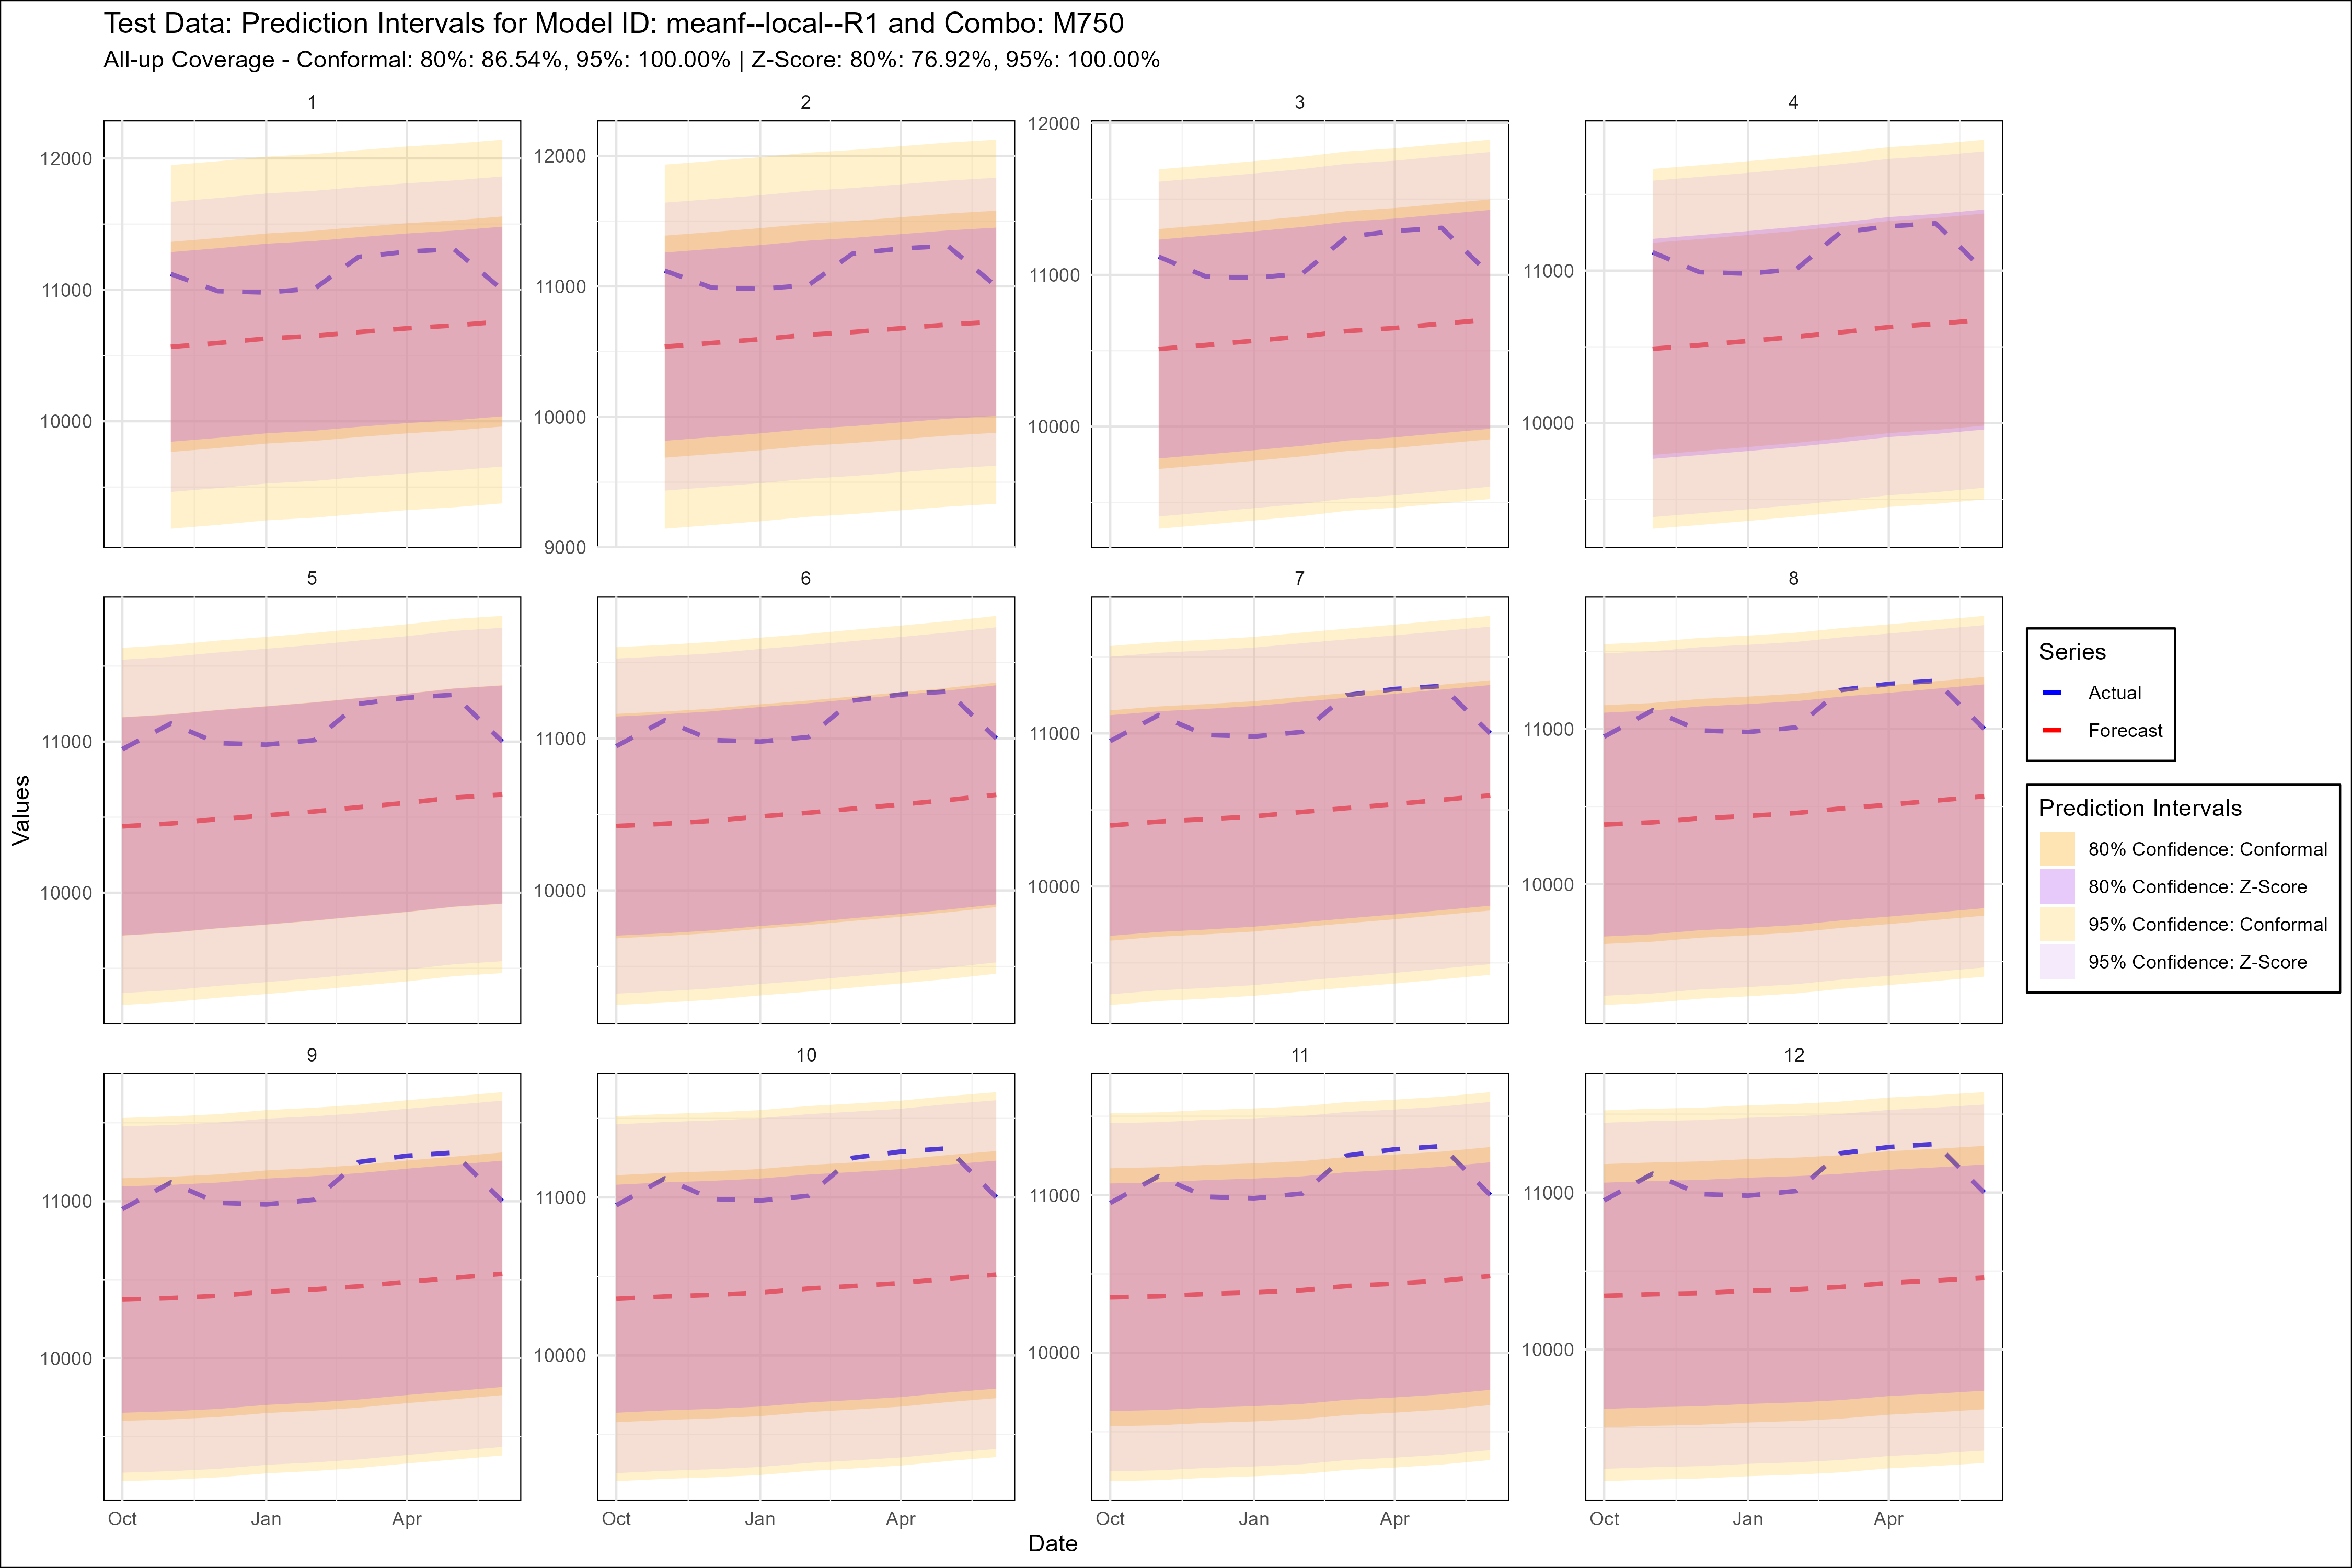 Test Data: Prediction Intervals for Model ID: meanf--local--R1 and Combo: M750
All-up Coverage - Conformal: 80%: 86.54%, 95%: 100.00% | Z-Score: 80%: 76.92%, 95%: 100.00%
1
2
3
4
12000
11000
10000
12000
11000
10000
9000
12000
11000
10000
11000
10000
5
6
7
8
11000
10000
11000
10000
11000
10000
11000
10000
9
10
11
12
11000
10000
11000
10000
11000
10000
11000
10000
Oct
Jan
Apr
Oct
Jan
Apr
Oct
Jan
Apr
Oct
Jan
Apr
Date
Values
Series
Actual
Forecast
Prediction Intervals
80% Confidence: Conformal
80% Confidence: Z-Score
95% Confidence: Conformal
95% Confidence: Z-Score